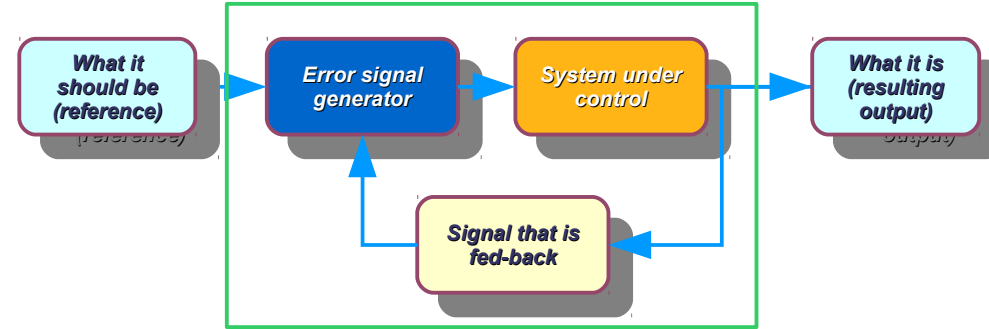 What it
should be
(reference)
Error signal
generator
System under
control
What it is
(resulting
output)
Signal that is
fed-back